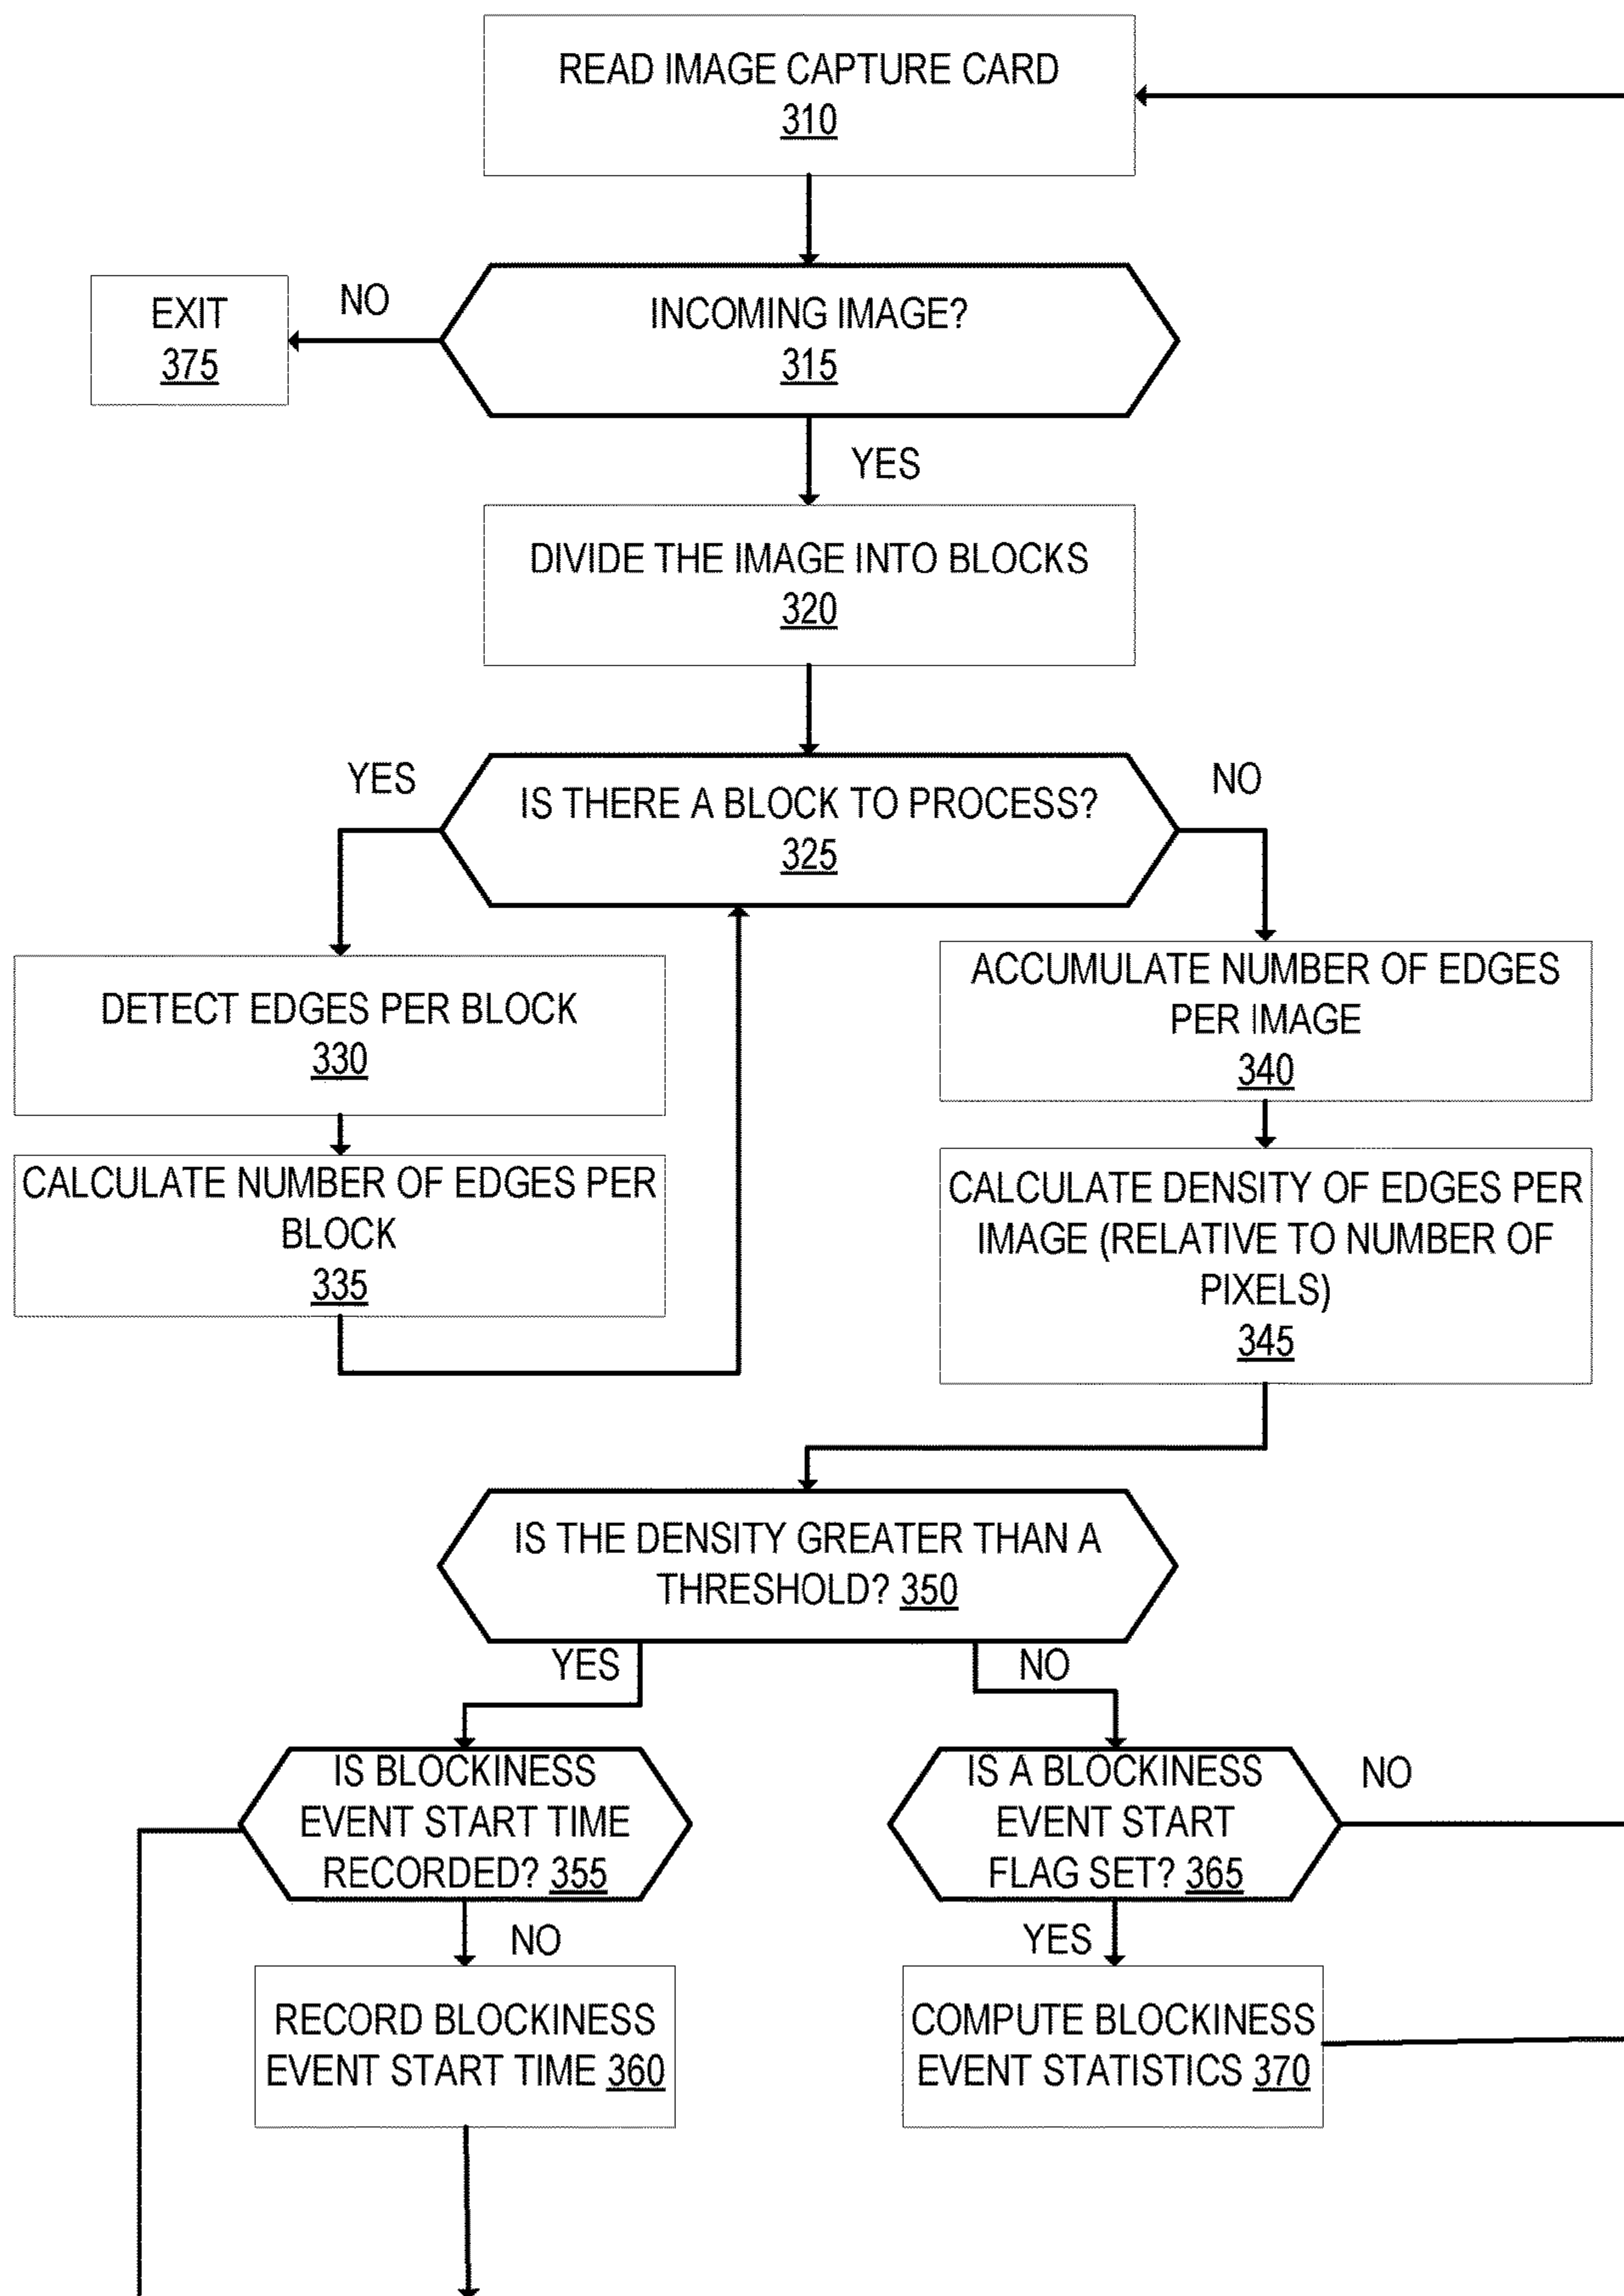 READ IMAGE CAPTURE CARD
310
INCOMING IMAGE?
315
NO
EXIT
375
YES
DIVIDE THE IMAGE INTO BLOCKS
320
IS THERE A BLOCK TO PROCESS?
325
YES
NO
DETECT EDGES PER BLOCK
330
CALCULATE NUMBER OF EDGES PER
BLOCK
335
ACCUMULATE NUMBER OF EDGES
PER IMAGE
340
CALCULATE DENSITY OF EDGES PER
IMAGE (RELATIVE TO NUMBER OF
PIXELS)
345
IS THE DENSITY GREATER THAN A
THRESHOLD? 350
YES
NO
IS BLOCKINESS
EVENT START TIME
RECORDED? 355
NO
RECORD BLOCKINESS
EVENT START TIME 360
IS A BLOCKINESS
EVENT START
FLAG SET? 365
NO
YES
COMPUTE BLOCKINESS
EVENT STATISTICS 370